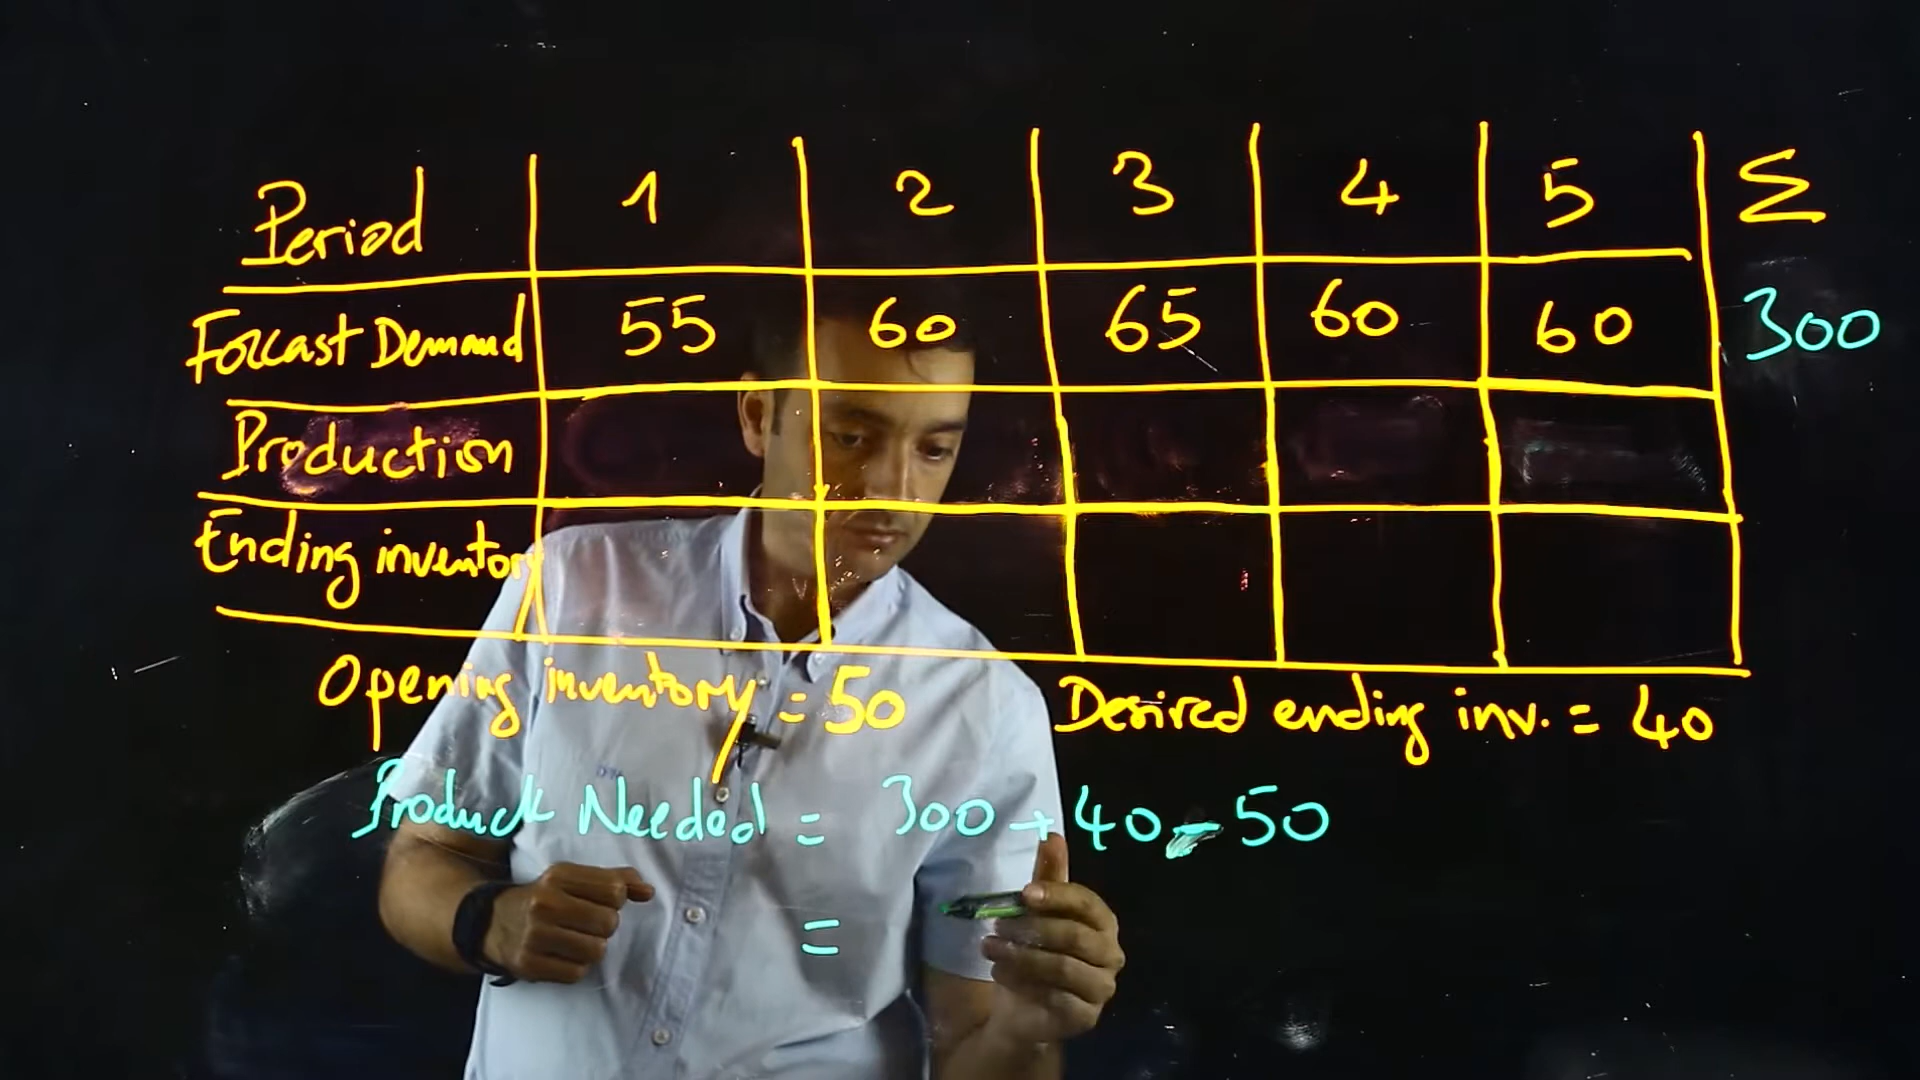 Period 1 2 3 4 5 Σ
Forcast Demand 55 60 65 60 60 300
Production
Ending inventory
Opening inventory = 50 Desired ending inv. = 40
Product Needed = 300 + 40 - 50
=